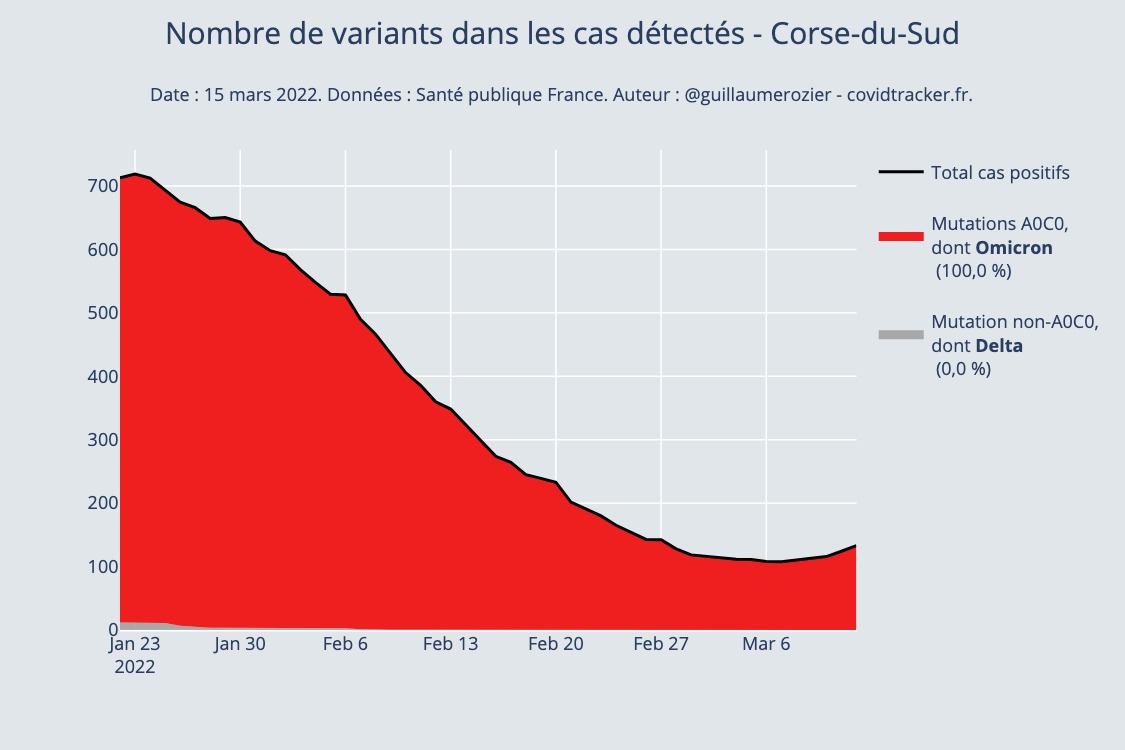 Nombre de variants dans les cas détectés - Corse-du-Sud
Date : 15 mars 2022. Données : Santé publique France. Auteur : @guillaumerozier - covidtracker.fr.
Total cas positifs
Mutations A0C0,
dont Omicron
(100,0 %)
Mutation non-A0C0,
dont Delta
(0,0 %)
700
600
500
400
300
200
100
0
Jan 23 Jan 30 Feb 6 Feb 13 Feb 20 Feb 27 Mar 6
2022